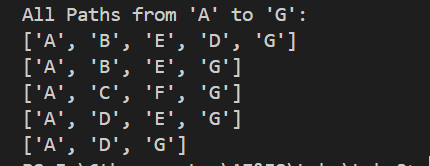 All Paths from 'A' to 'G':
['A', 'B', 'E', 'D', 'G']
['A', 'B', 'E', 'G']
['A', 'C', 'F', 'G']
['A', 'D', 'E', 'G']
['A', 'D', 'G']